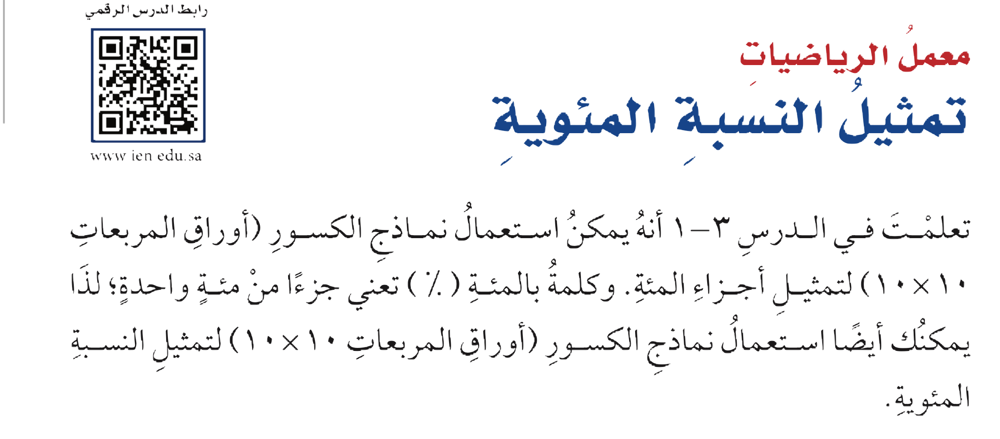 رابط الدرس الرقمي
www ien edu.sa
معملُ الرياضياتِ
تمثيلُ النسبةِ المئويةِ
تعلمْتَ في الدرسِ ٣–١ أنهُ يمكنُ استعمالُ نماذجِ الكسورِ (أوراقِ المربعاتِ
١٠×١٠) لتمثيلِ أجزاءِ المئةِ. وكلمةُ بالمئةِ (٪) تعني جزءًا منْ مئةٍ واحدةٍ؛ لذَا
يمكنُك أيضًا استعمالُ نماذجِ الكسورِ (أوراقِ المربعاتِ ١٠×١٠) لتمثيلِ النسبةِ
المئويةِ.